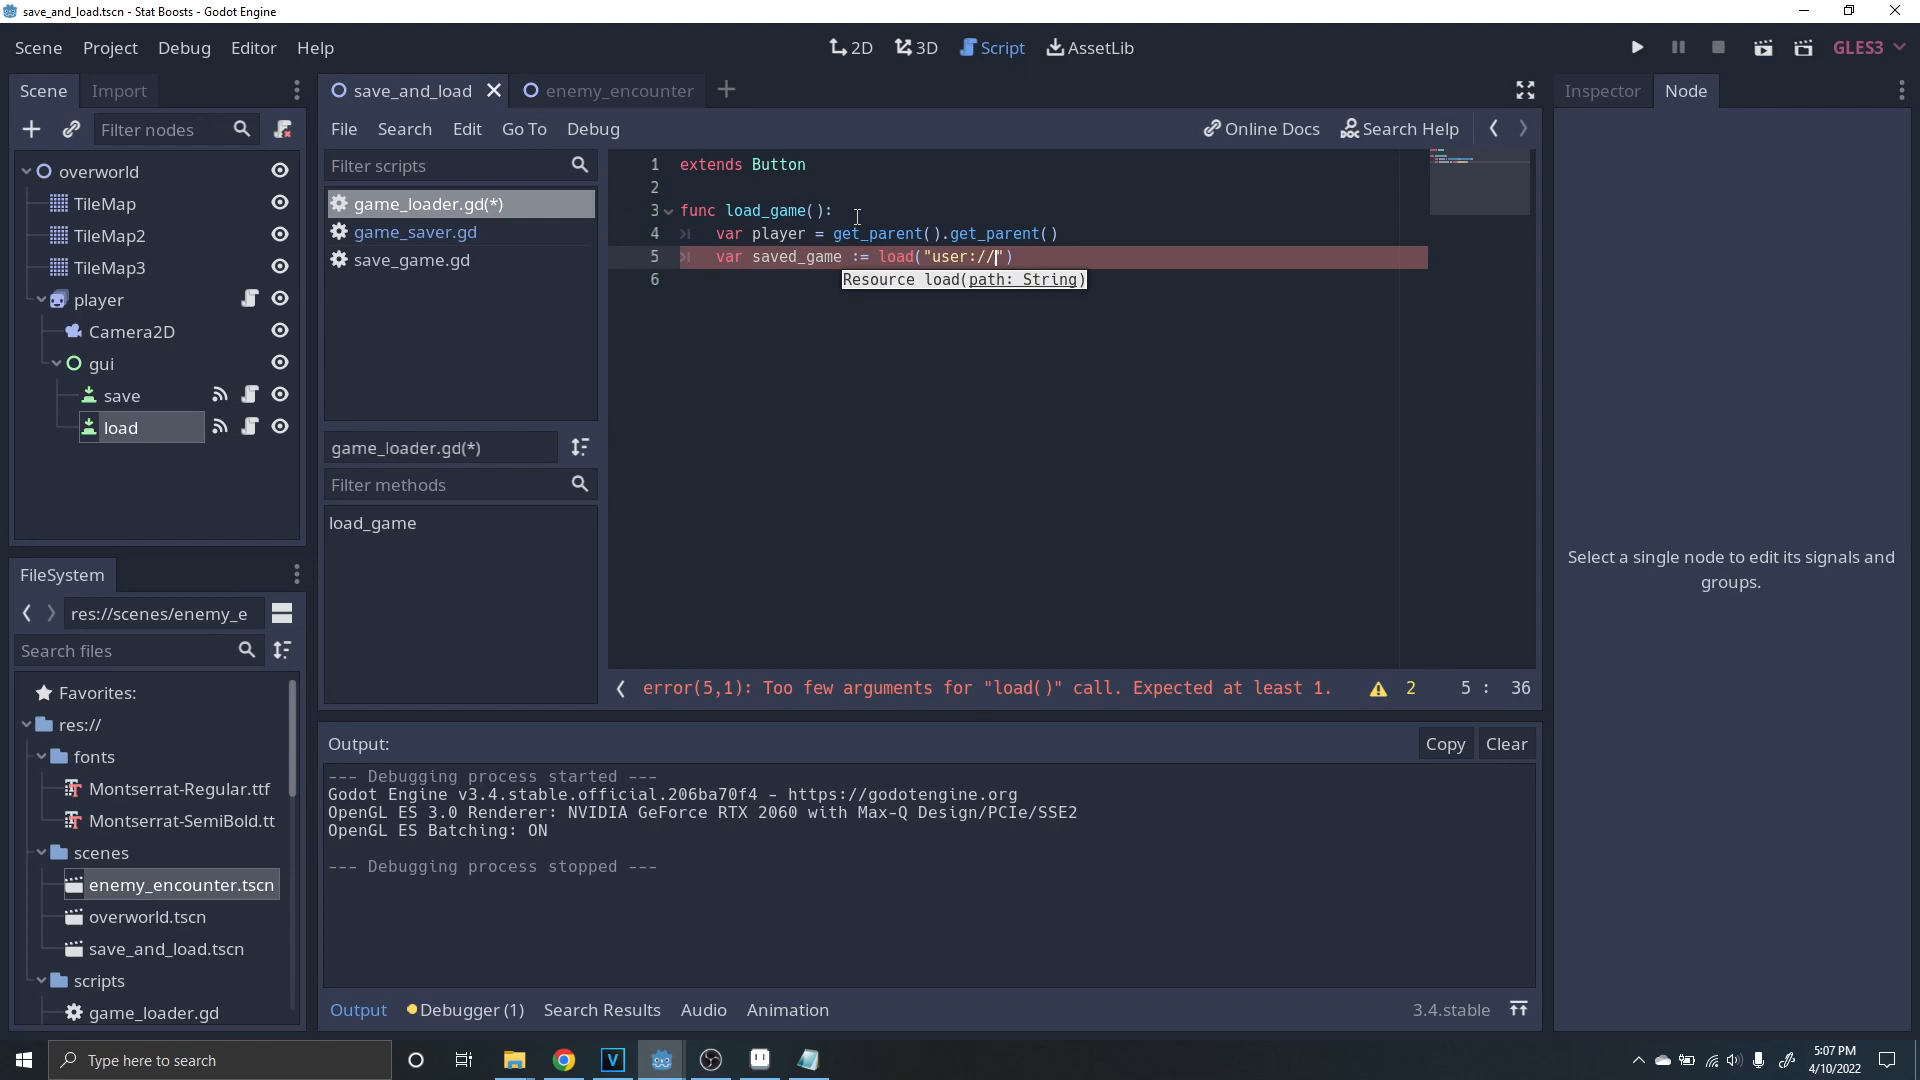 save_and_load.tscn - Stat Boosts - Godot Engine
Scene Project Debug Editor Help
2D 3D Script AssetLib
GLES3
Scene Import
save_and_load enemy_encounter
Inspector Node
Filter nodes
File Search Edit Go To Debug
Online Docs Search Help
overworld
TileMap
TileMap2
TileMap3
player
Camera2D
gui
save
load
Filter scripts
game_loader.gd(*)
game_saver.gd
save_game.gd
game_loader.gd(*)
Filter methods
load_game
1 extends Button
2
3 func load_game():
4 var player = get_parent().get_parent()
5 var saved_game := load("user://")
Resource load(path: String)
6
error(5,1): Too few arguments for "load()" call. Expected at least 1.
2 5 : 36
Select a single node to edit its signals and
groups.
FileSystem
res://scenes/enemy_e
Search files
Favorites:
res://
fonts
Montserrat-Regular.ttf
Montserrat-SemiBold.tt
scenes
enemy_encounter.tscn
overworld.tscn
save_and_load.tscn
scripts
game_loader.gd
Output:
Copy Clear
--- Debugging process started ---
Godot Engine v3.4.stable.official.206ba70f4 - https://godotengine.org
OpenGL ES 3.0 Renderer: NVIDIA GeForce RTX 2060 with Max-Q Design/PCIe/SSE2
OpenGL ES Batching: ON
--- Debugging process stopped ---
Output Debugger (1) Search Results Audio Animation
3.4.stable
Type here to search
5:07 PM
4/10/2022